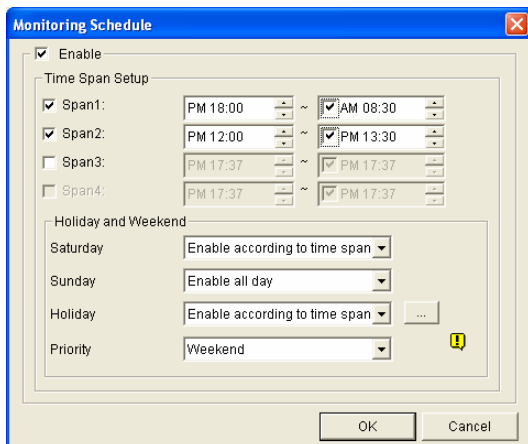 Monitoring Schedule
Enable
Time Span Setup
Span1: PM 18:00 ~ AM 08:30
Span2: PM 12:00 ~ PM 13:30
Span3: PM 17:37 ~ PM 17:37
Span4: PM 17:37 ~ PM 17:37
Holiday and Weekend
Saturday Enable according to time span
Sunday Enable all day
Holiday Enable according to time span ...
Priority Weekend
OK Cancel